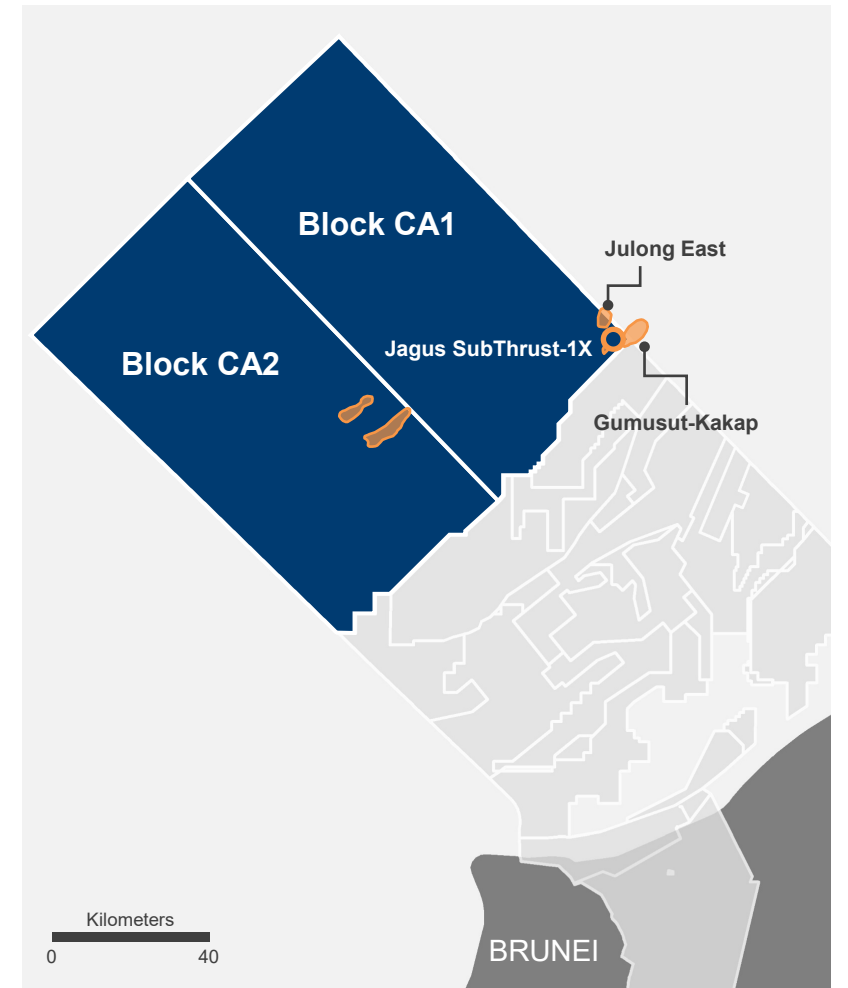 Block CA1
Julong East
Jagus SubThrust-1X
Block CA2
Gumusut-Kakap
Kilometers
0 40
BRUNEI